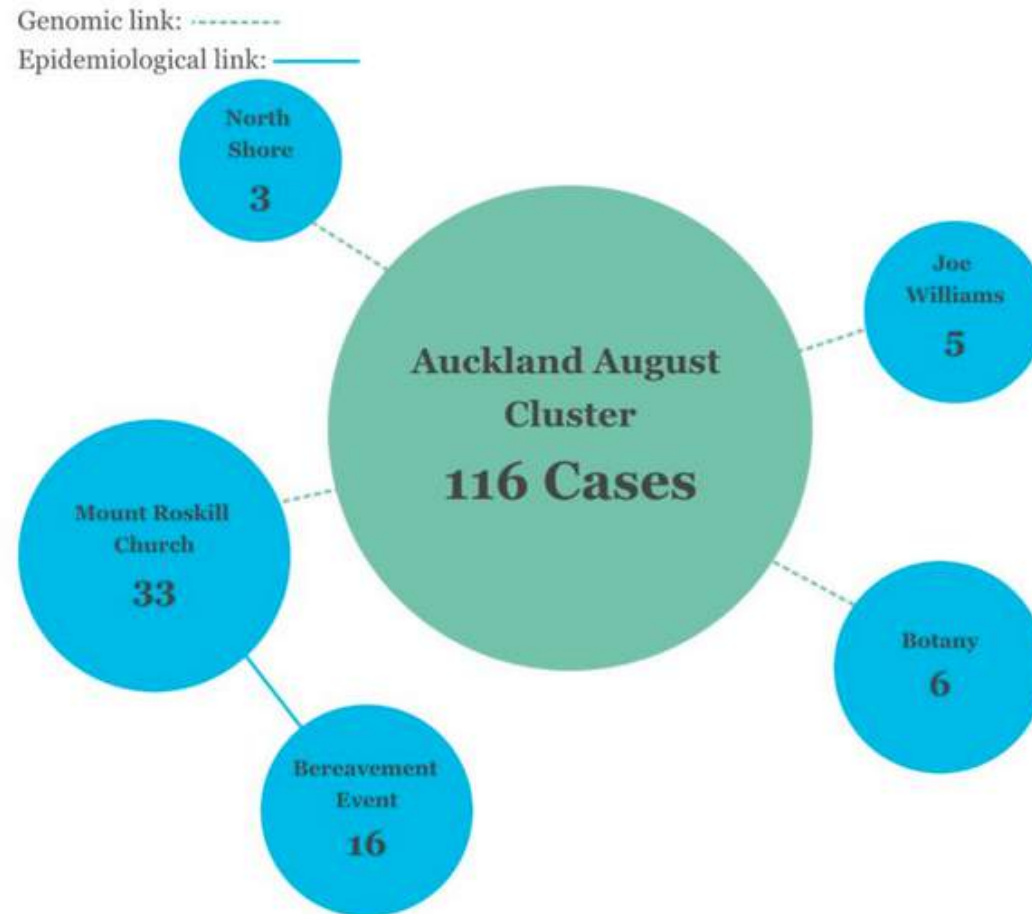 Genomic link:
Epidemiological link:
North
Shore
3
Auckland August
Cluster
116 Cases
Joe
Williams
5
Mount Roskill
Church
33
Botany
6
Bereavement
Event
16